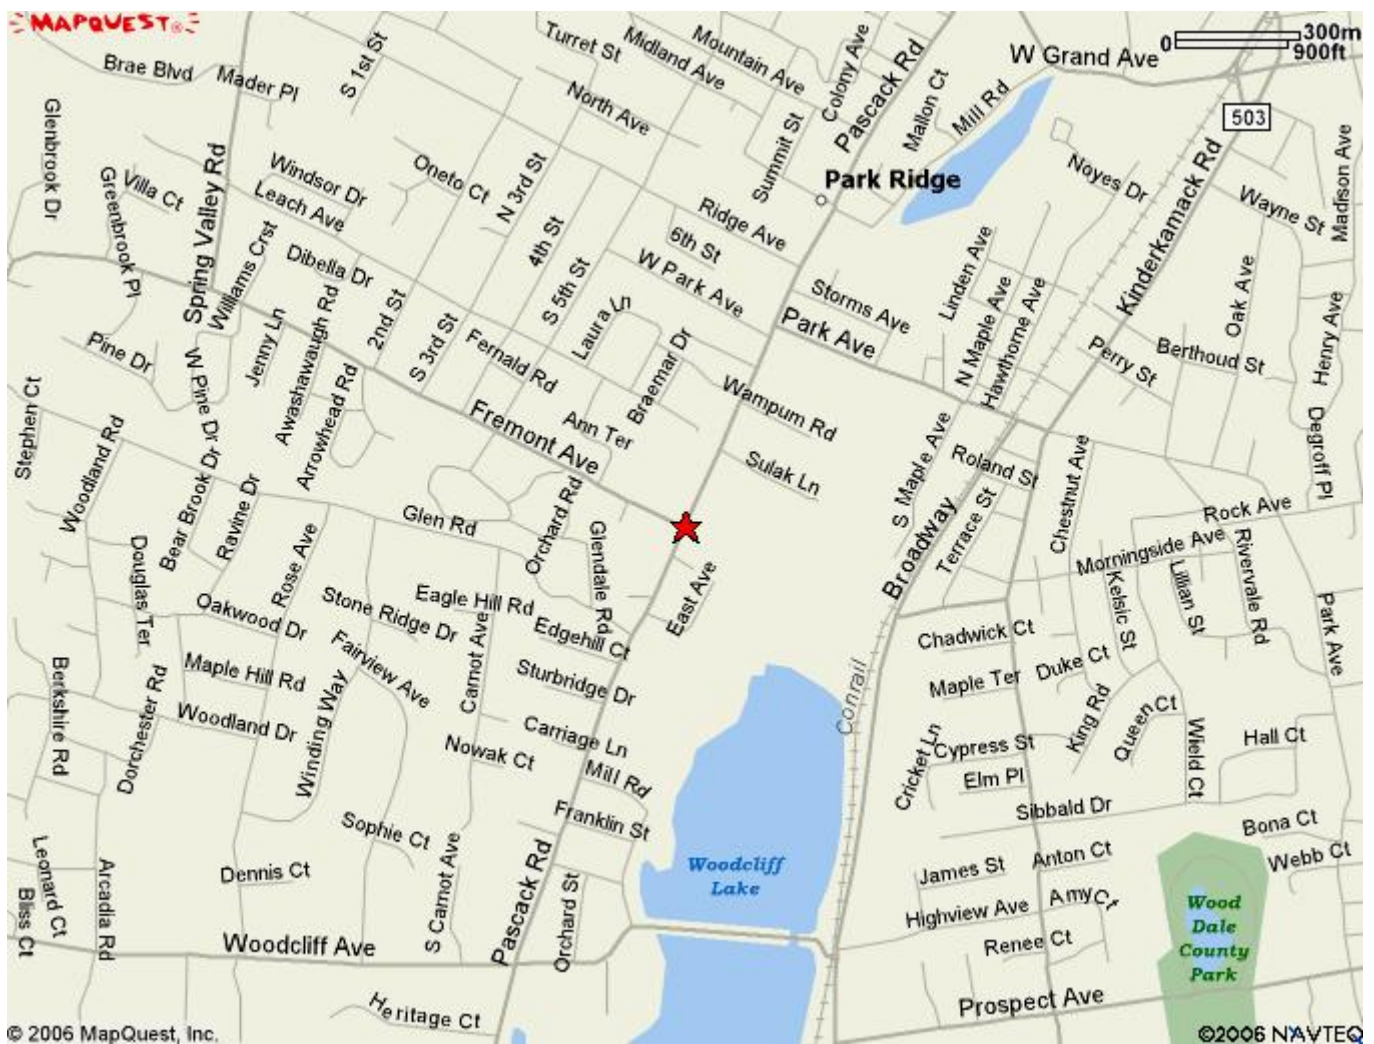 MAPQUEST®
0 300m
900ft
W Grand Ave
Turret St
Midland Ave
Mountain Ave
Colony Ave
Pascack Rd
Mallon Ct
Mill Rd
S 1st St
Brae Blvd
Mader Pl
North Ave
503
Glenbrook Dr
Greenbrook Pl
Villa Ct
Spring Valley Rd
Windsor Dr
Leach Ave
Oneto Ct
N 3rd St
4th St
Summit St
Park Ridge
Noyes Dr
Kinderkamack Rd
Wayne St
Madison Ave
Ridge Ave
6th St
Williams Crst
Dibella Dr
2nd St
S 5th St
W Park Ave
Storms Ave
Park Ave
Linden Ave
N Maple Ave
Hawthorne Ave
Oak Ave
Henry Ave
Berthoud St
Perry St
Pine Dr
W Pine Dr
Jenny Ln
Awashawaugh Rd
Arrowhead Rd
S 3rd St
Fernald Rd
Laura Ln
Braemar Dr
Ann Ter
Wampum Rd
Sulak Ln
Fremont Ave
Stephen Ct
Woodland Rd
Bear Brook Dr
Ravine Dr
Rose Ave
Glen Rd
Orchard Rd
Glendale Rd
S Maple Ave
Roland St
Broadway
Terrace St
Chestnut Ave
Degroff Pl
Rock Ave
Morningside Ave
Kelsic St
Lillian St
Rivervale Rd
Park Ave
Douglas Ter
Oakwood Dr
Stone Ridge Dr
Eagle Hill Rd
Edgehill Ct
East Ave
Chadwick Ct
Duke Ct
Maple Ter
Berkshire Rd
Dorchester Rd
Maple Hill Rd
Woodland Dr
Winding Way
Fairview Ave
Carnot Ave
Sturbridge Dr
Carriage Ln
Nowak Ct
Mill Rd
Franklin St
Conrail
King Rd
Queen Ct
Wield Ct
Hall Ct
Cricket Ln
Cypress St
Elm Pl
Sibbald Dr
Bona Ct
Webb Ct
James St
Anton Ct
Amy Ct
Highview Ave
Renee Ct
Sophie Ct
Dennis Ct
Leonard Ct
Bliss Ct
Arcadia Rd
S Carnot Ave
Pascack Rd
Orchard St
Woodcliff
Lake
Wood
Dale
County
Park
Woodcliff Ave
Heritage Ct
Prospect Ave
© 2006 MapQuest, Inc.
©2006 NAVTEQ